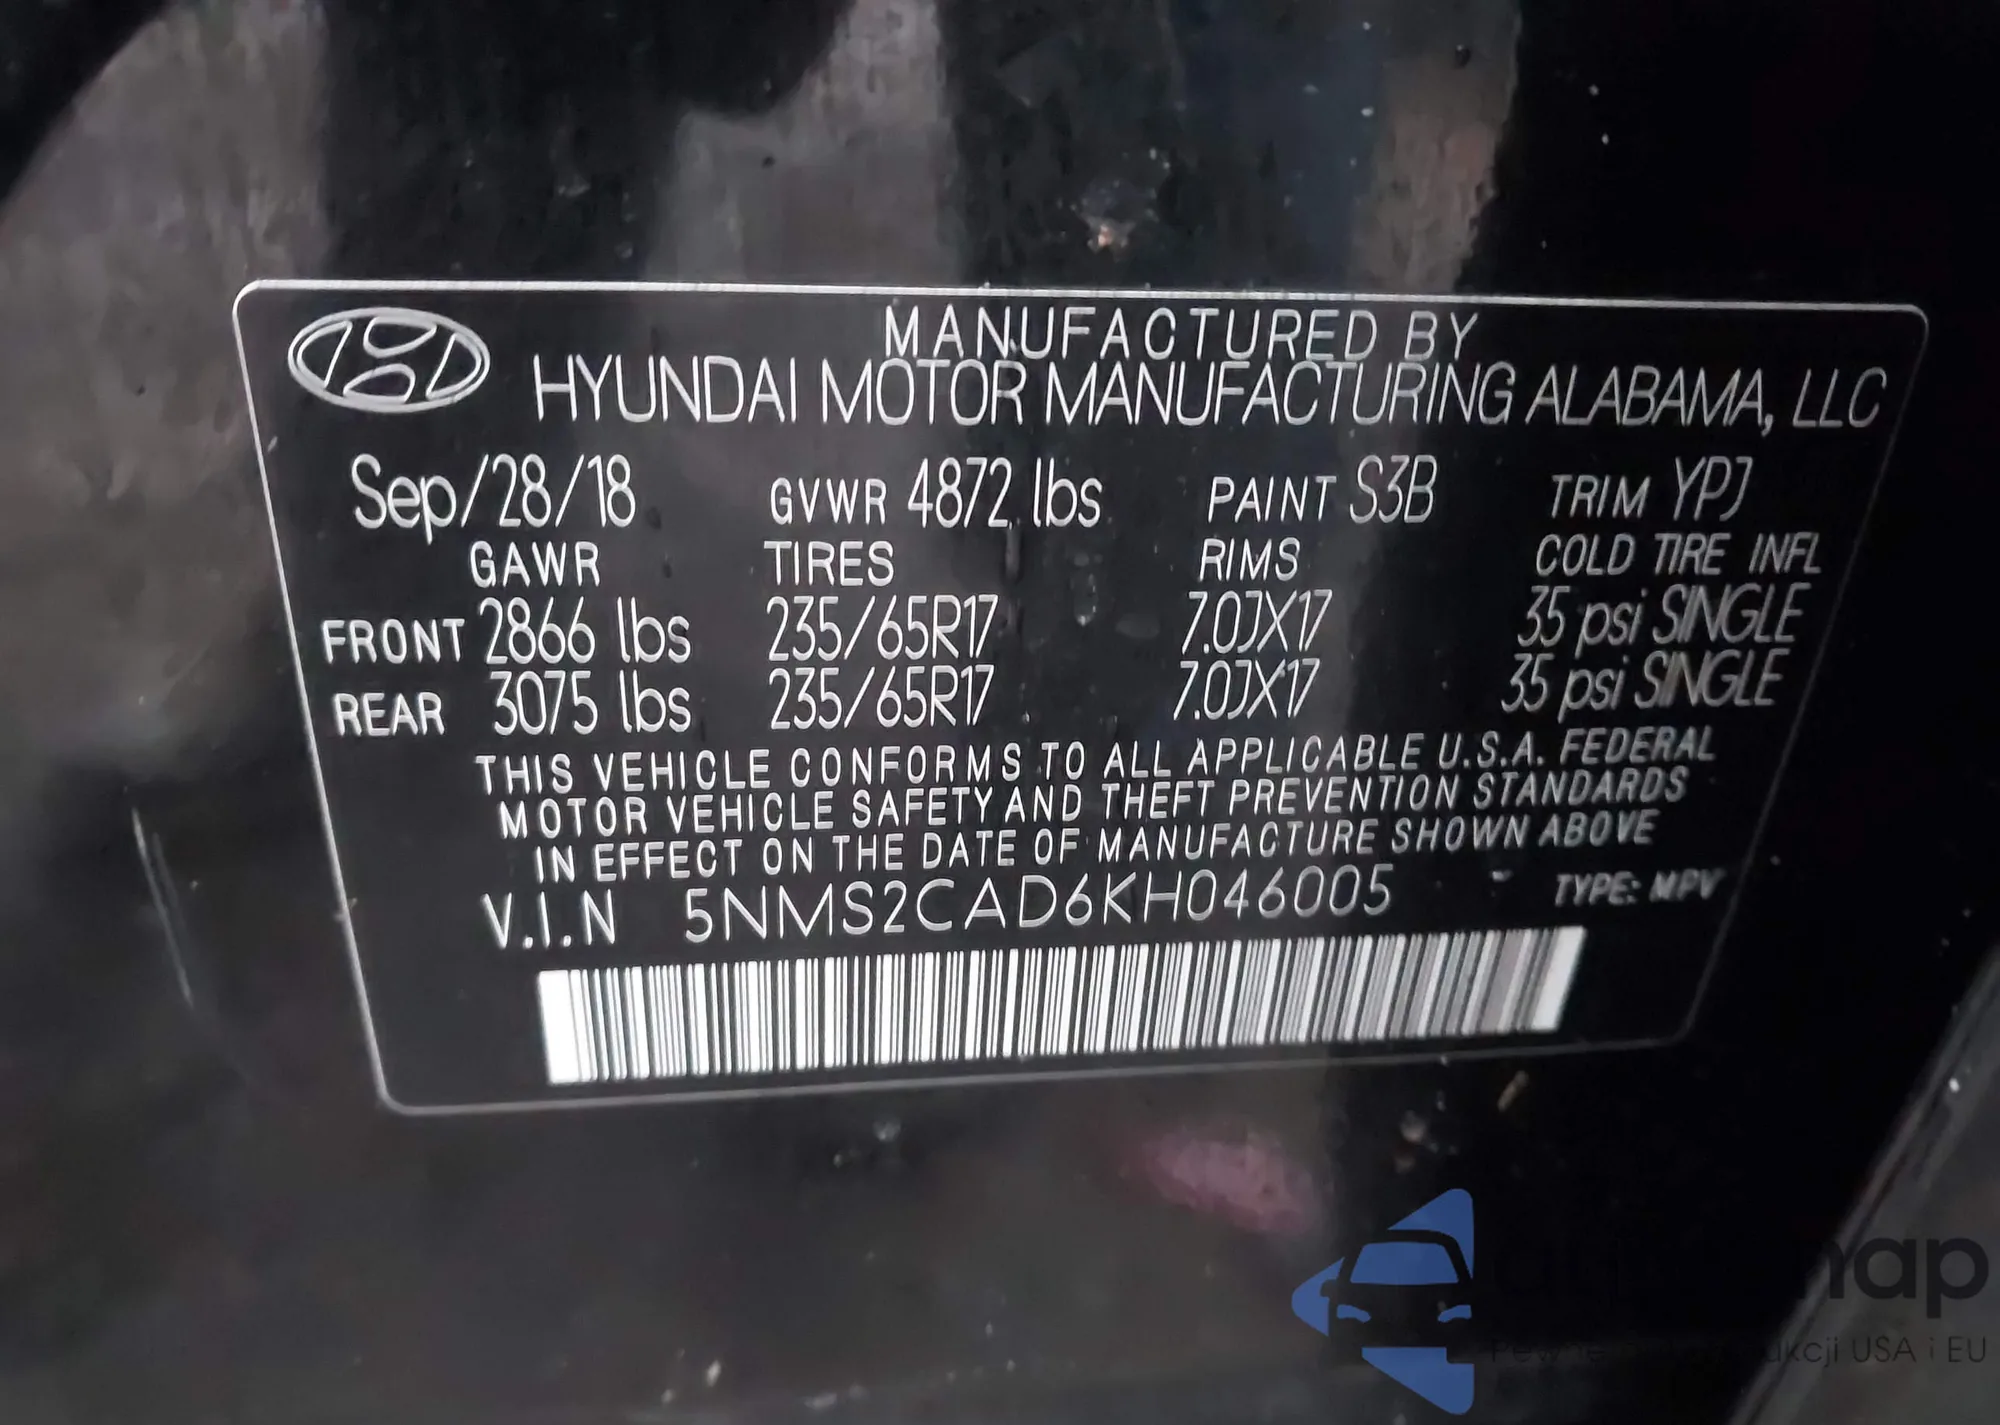 MANUFACTURED BY
HYUNDAI MOTOR MANUFACTURING ALABAMA, LLC
Sep/28/18 GVWR 4872 lbs PAINT S3B TRIM YPJ
GAWR TIRES RIMS COLD TIRE INFL
FRONT 2866 lbs 235/65R17 7.0JX17 35 psi SINGLE
REAR 3075 lbs 235/65R17 7.0JX17 35 psi SINGLE
THIS VEHICLE CONFORMS TO ALL APPLICABLE U.S.A. FEDERAL
MOTOR VEHICLE SAFETY AND THEFT PREVENTION STANDARDS
IN EFFECT ON THE DATE OF MANUFACTURE SHOWN ABOVE
V.I.N 5NMS2CAD6KH046005 TYPE: MPV
USA i EU